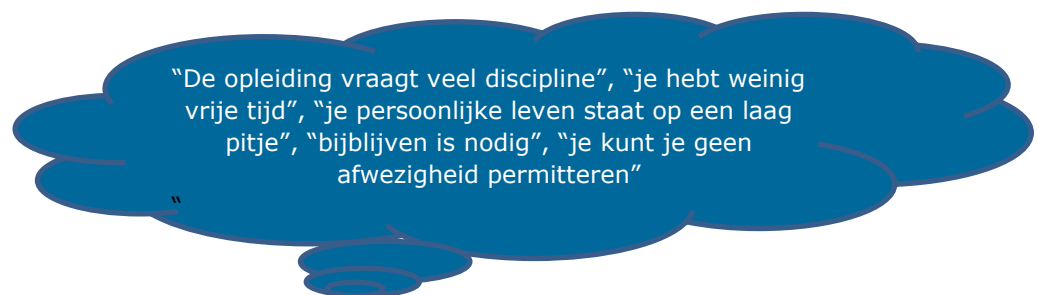 “De opleiding vraagt veel discipline”, “je hebt weinig
vrije tijd”, “je persoonlijke leven staat op een laag
pitje”, “bijblijven is nodig”, “je kunt je geen
afwezigheid permitteren”
“